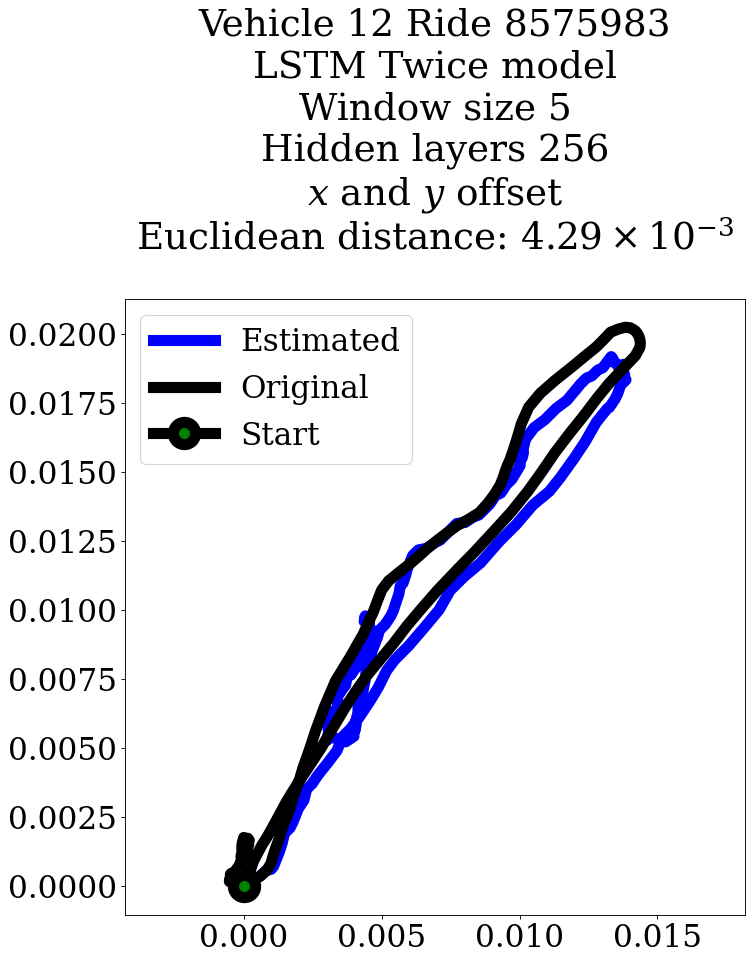 Vehicle 12 Ride 8575983
LSTM Twice model
Window size 5
Hidden layers 256
x and y offset
Euclidean distance: 4.29 × 10⁻³
Estimated
Original
Start
0.0200
0.0175
0.0150
0.0125
0.0100
0.0075
0.0050
0.0025
0.0000
0.000 0.005 0.010 0.015